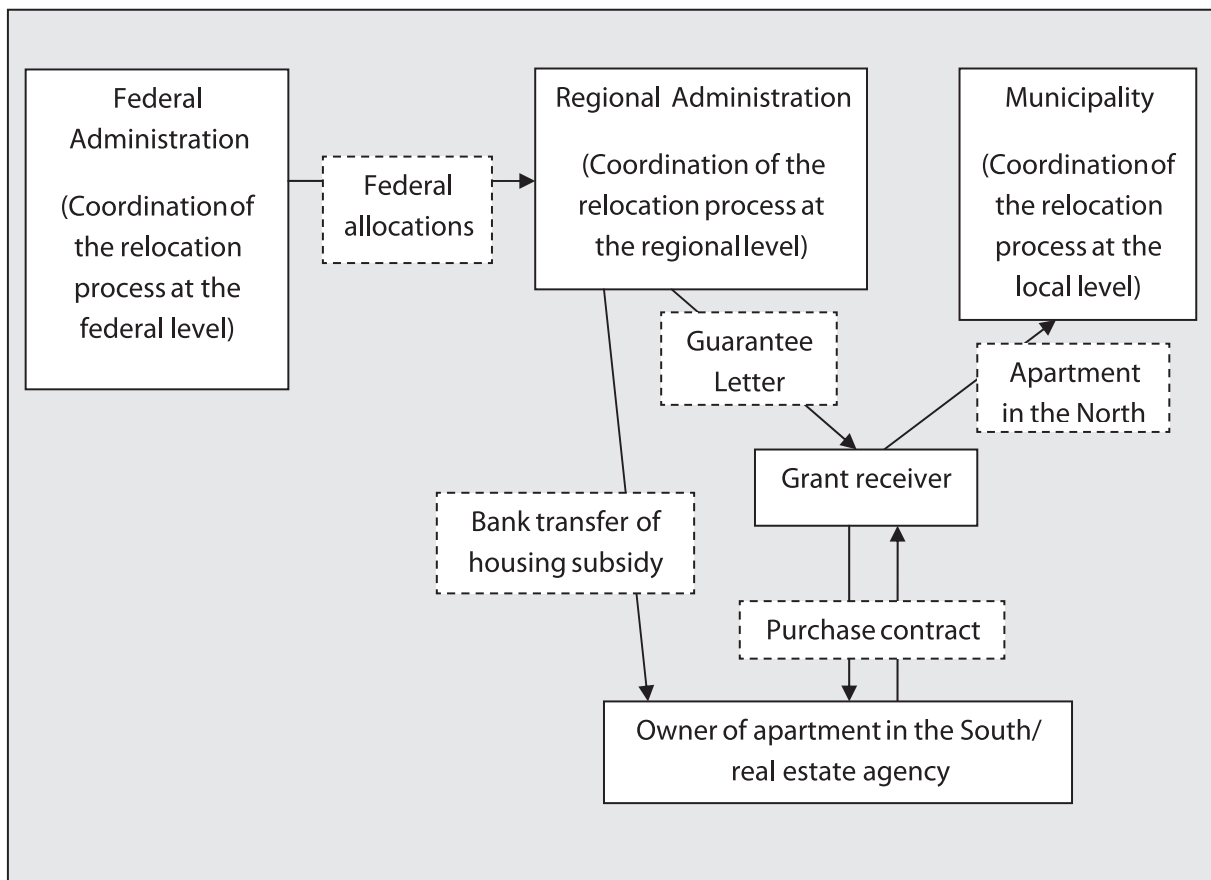 Federal
Administration
(Coordination of
the relocation
process at the
federal level)
Federal
allocations
Regional Administration
(Coordination of the
relocation process at
the regional level)
Municipality
(Coordination of
the relocation
process at the
local level)
Guarantee
Letter
Apartment
in the North
Grant receiver
Bank transfer of
housing subsidy
Purchase contract
Owner of apartment in the South/
real estate agency